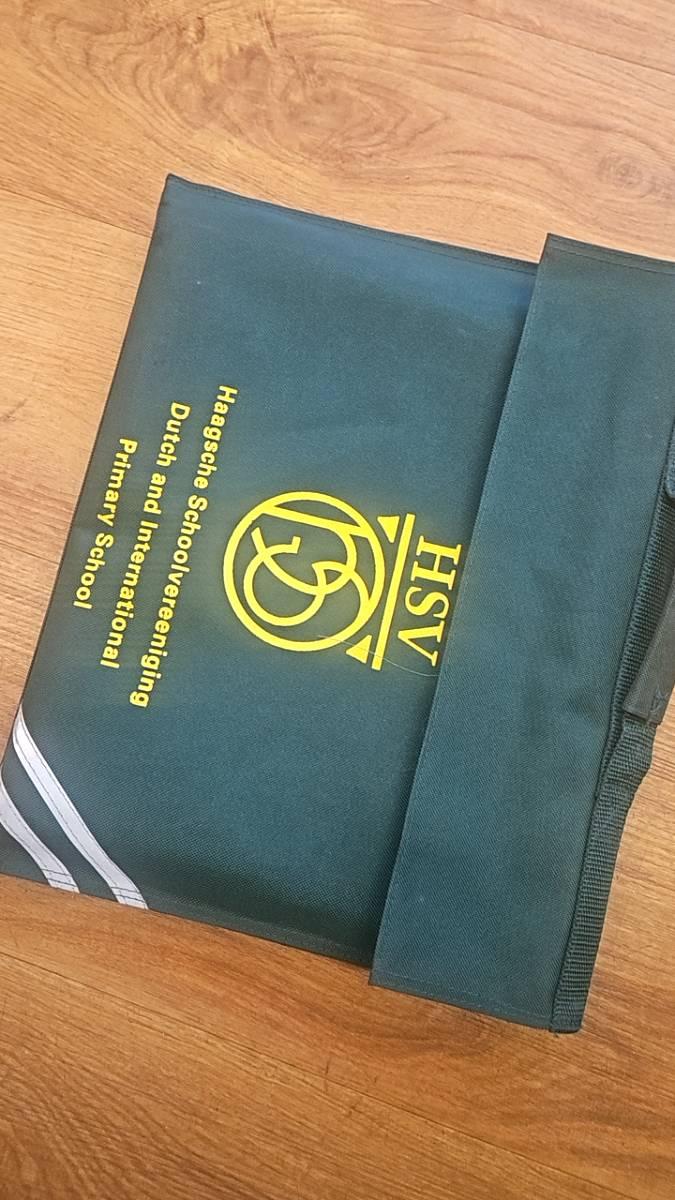 HSV
Haagsche Schoolvereeniging
Dutch and International
Primary School